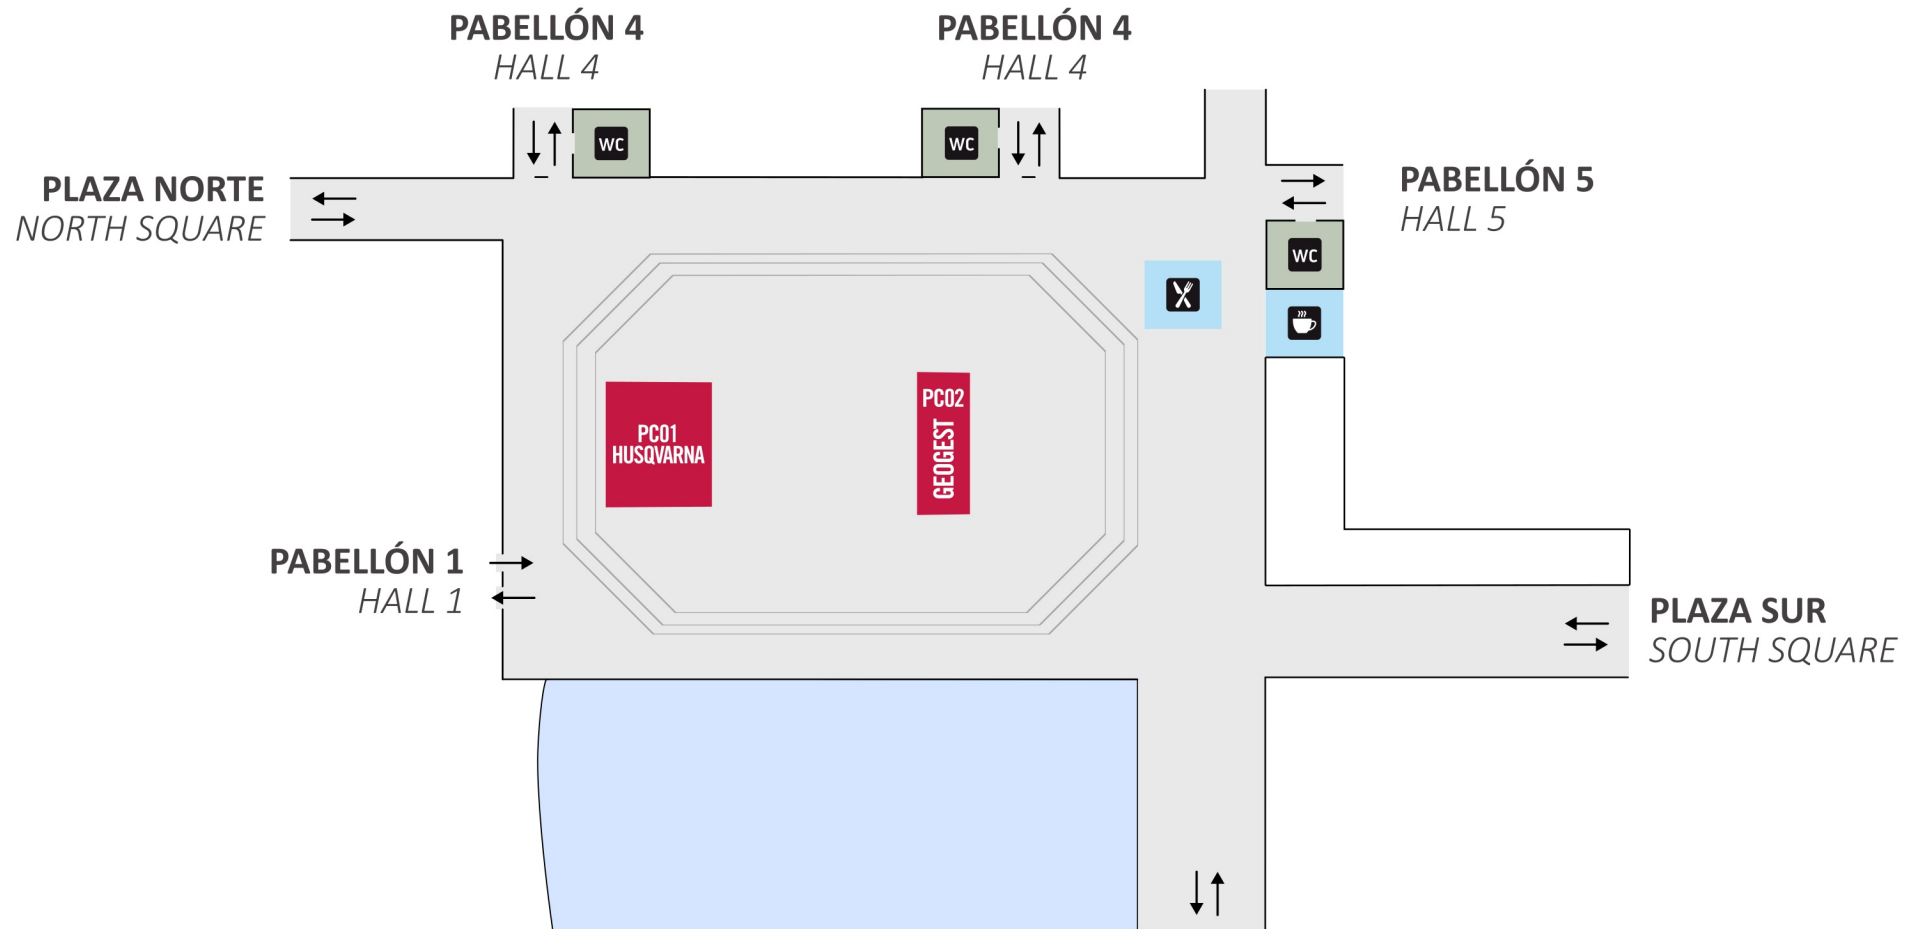 PABELLÓN 4
HALL 4
PABELLÓN 4
HALL 4
WC
WC
PLAZA NORTE
NORTH SQUARE
PABELLÓN 5
HALL 5
WC
PC01
HUSQVARNA
PC02
GEOGEST
PABELLÓN 1
HALL 1
PLAZA SUR
SOUTH SQUARE